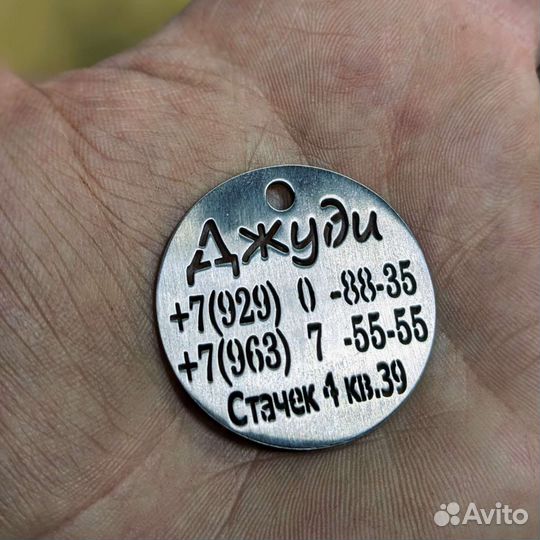 Джуди
+7(929) 0 -88-35
+7(963) 7 -55-55
Стачек 4 кв.39
Avito